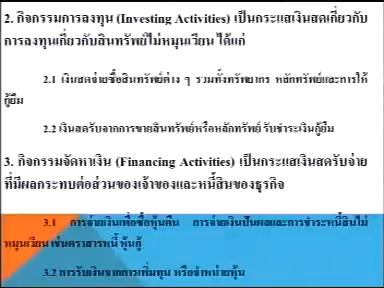 2. กิจกรรมการลงทุน (Investing Activities) เป็นกระแสเงินสดเกี่ยวกับ
การลงทุนเกี่ยวกับสินทรัพย์ไม่หมุนเวียน ได้แก่
2.1 เงินสดจ่ายซื้อสินทรัพย์ต่าง ๆ รวมทั้งทรัพยากร หลักทรัพย์และการให้
กู้ยืม
2.2 เงินสดรับจากการขายสินทรัพย์หรือหลักทรัพย์ รับชำระเงินกู้ยืม
3. กิจกรรมจัดหาเงิน (Financing Activities) เป็นกระแสเงินสดรับจ่าย
ที่มีผลกระทบต่อส่วนของเจ้าของและหนี้สินของธุรกิจ
3.1 การจ่ายเงินเพื่อซื้อหุ้นคืน การจ่ายเงินปันผลและการชำระหนี้สินไม่
หมุนเวียน เช่นตราสารหนี้ หุ้นกู้
3.2 การรับเงินจากการเพิ่มทุน หรือจำหน่ายหุ้น